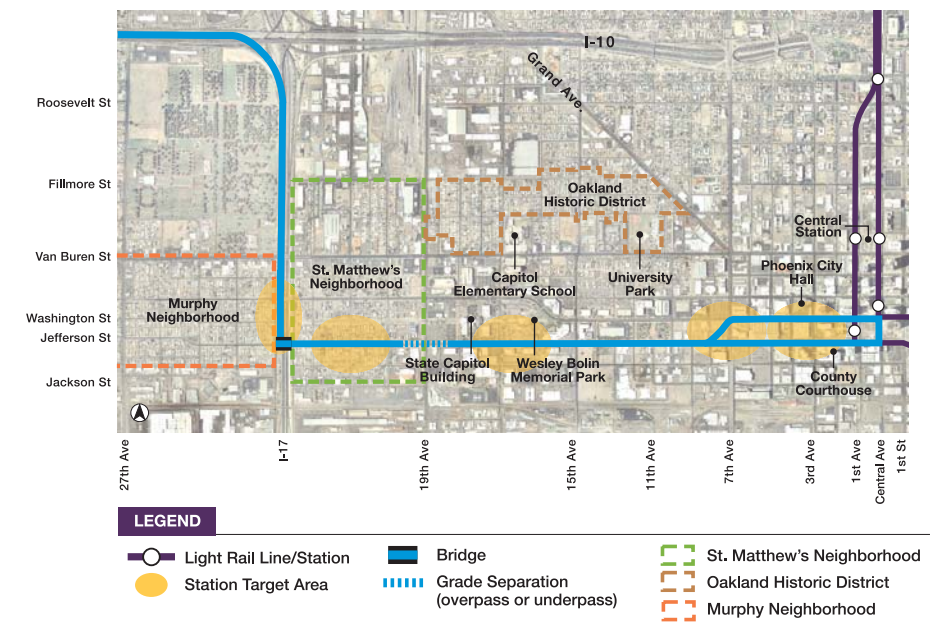 I-10
Grand Ave.
Roosevelt St
Fillmore St
Oakland
Historic District
Central
Station
Van Buren St
St. Matthew's
Neighborhood
Capitol
Elementary School
University
Park
Phoenix City
Hall
Murphy
Neighborhood
Washington St
Jefferson St
State Capitol
Building
Wesley Bolin
Memorial Park
County
Courthouse
Jackson St
27th Ave
I-17
19th Ave
15th Ave
11th Ave
7th Ave
3rd Ave
1st Ave
Central Ave
1st St
LEGEND
Light Rail Line/Station
Station Target Area
Bridge
Grade Separation
(overpass or underpass)
St. Matthew's Neighborhood
Oakland Historic District
Murphy Neighborhood